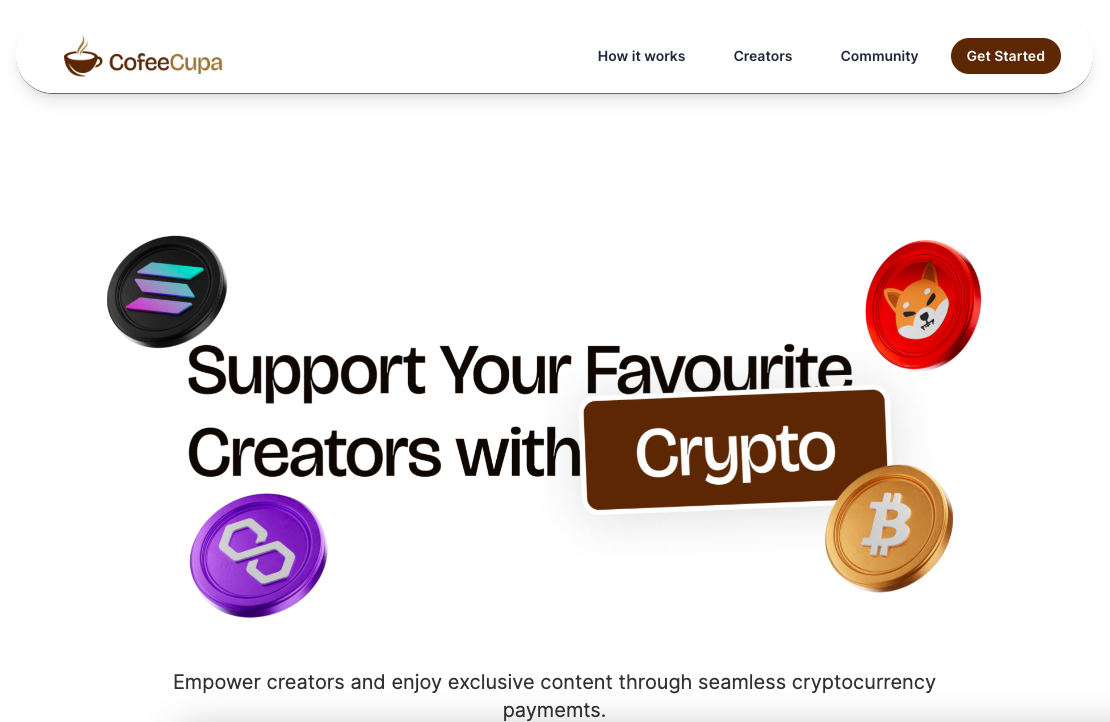 CofeeCupa
How it works
Creators
Community
Get Started
Support Your Favourite
Creators with Crypto
Empower creators and enjoy exclusive content through seamless cryptocurrency
paymemts.